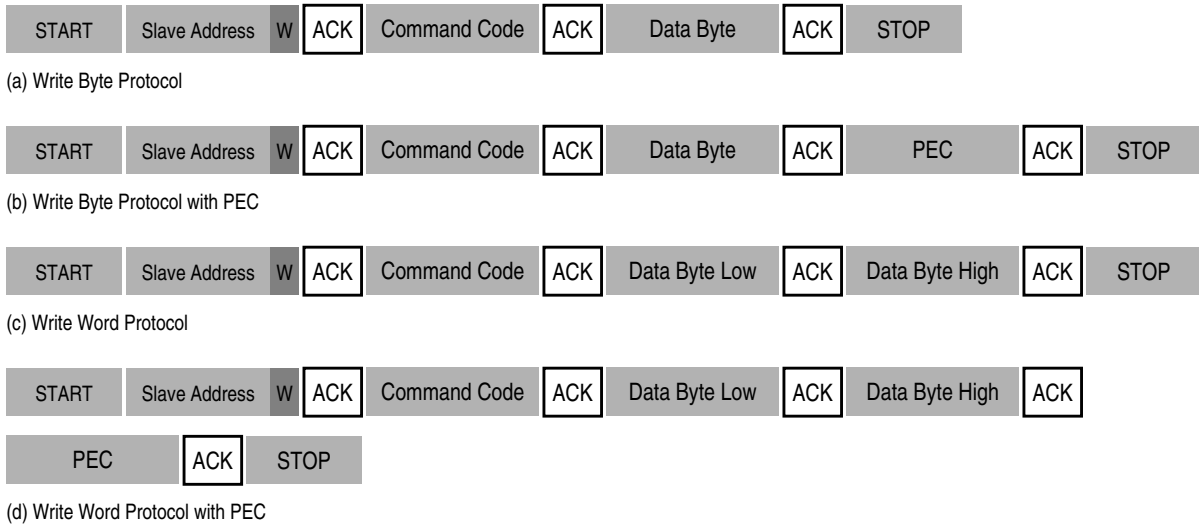 START Slave Address W ACK Command Code ACK Data Byte ACK STOP
(a) Write Byte Protocol
START Slave Address W ACK Command Code ACK Data Byte ACK PEC ACK STOP
(b) Write Byte Protocol with PEC
START Slave Address W ACK Command Code ACK Data Byte Low ACK Data Byte High ACK STOP
(c) Write Word Protocol
START Slave Address W ACK Command Code ACK Data Byte Low ACK Data Byte High ACK
PEC ACK STOP
(d) Write Word Protocol with PEC